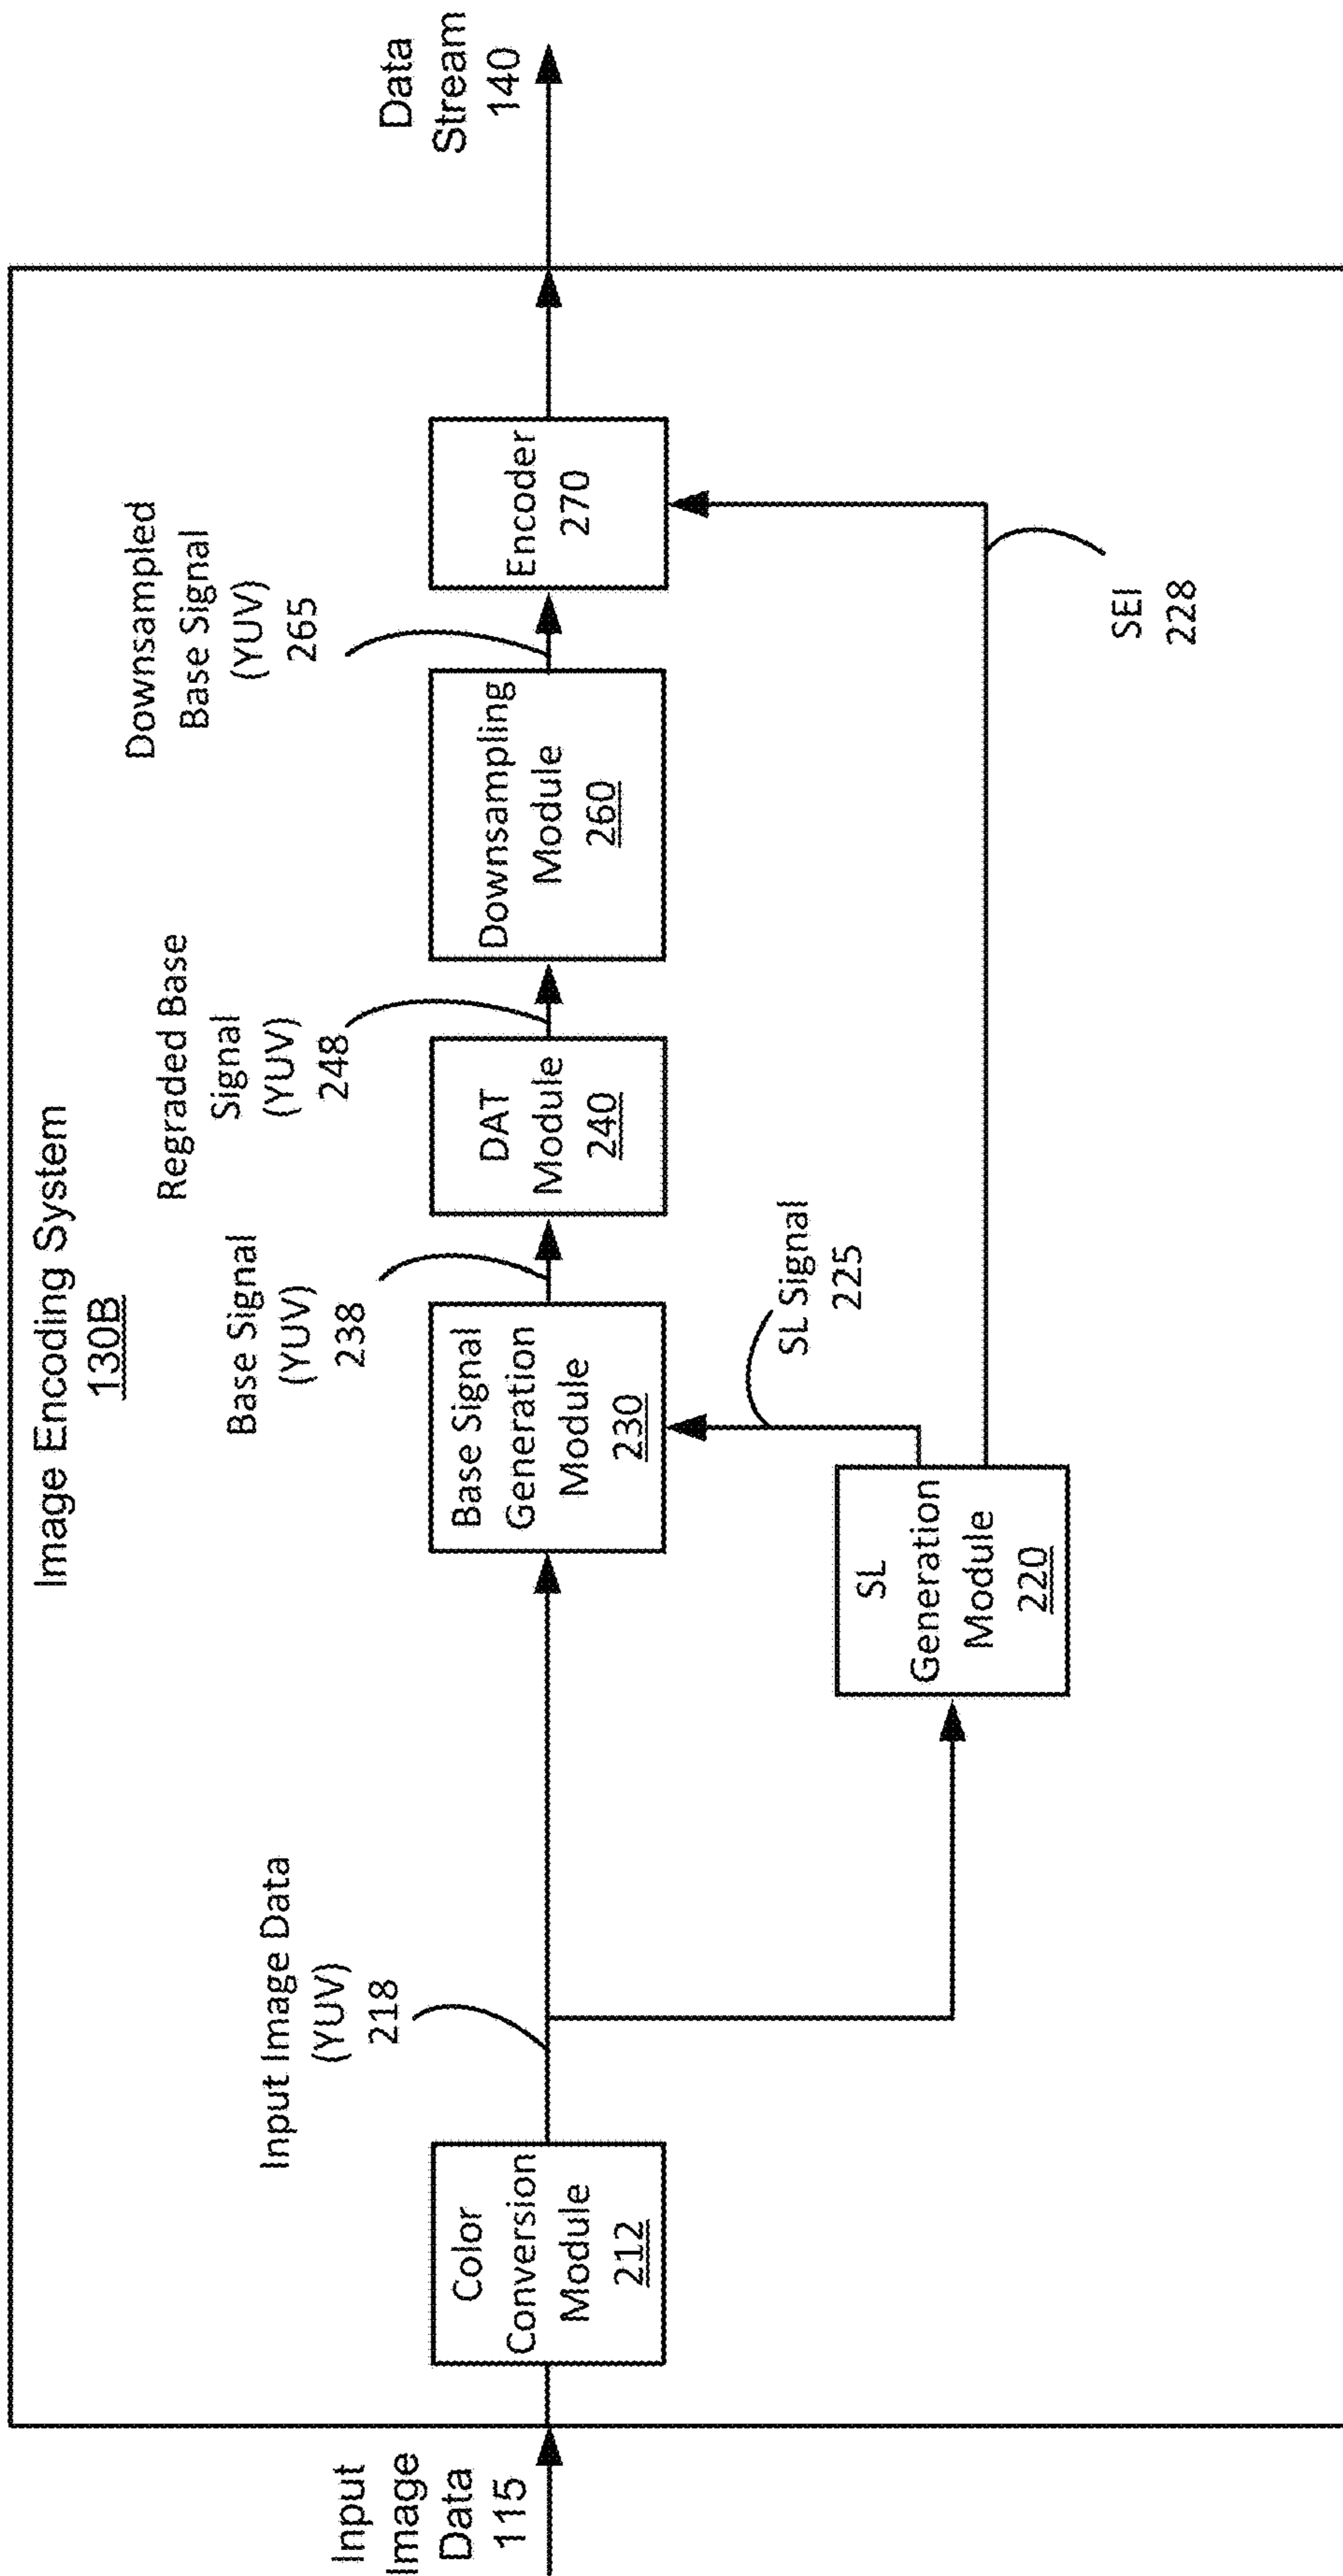 Image Encoding System
130B
Input
Image
Data
115
Color
Conversion
Module
212
Input Image Data
(YUV)
218
SL
Generation
Module
220
SL Signal
225
Base Signal
Generation
Module
230
Base Signal
(YUV)
238
DAT
Module
240
Regraded Base
Signal
(YUV)
248
Downsampling
Module
260
Downsampled
Base Signal
(YUV)
265
Encoder
270
SEI
228
Data
Stream
140